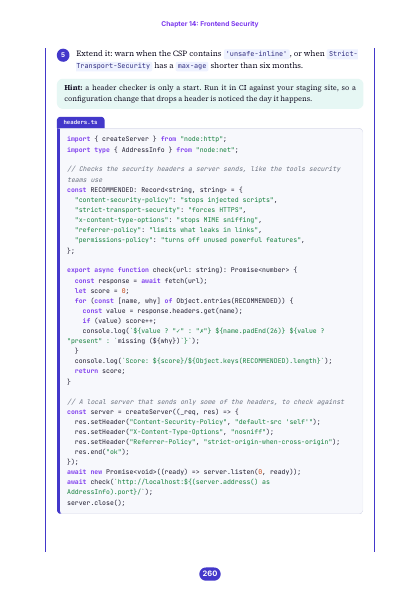 Chapter 14: Frontend Security
5 Extend it: warn when the CSP contains 'unsafe-inline', or when Strict-
Transport-Security has a max-age shorter than six months.
Hint: a header checker is only a start. Run it in CI against your staging site, so a
configuration change that drops a header is noticed the day it happens.
headers.ts
import { createServer } from "node:http";
import type { AddressInfo } from "node:net";
// Checks the security headers a server sends, like the tools security
teams use
const RECOMMENDED: Record<string, string> = {
  "content-security-policy": "stops injected scripts",
  "strict-transport-security": "forces HTTPS",
  "x-content-type-options": "stops MIME sniffing",
  "referrer-policy": "limits what leaks in links",
  "permissions-policy": "turns off unused powerful features",
};
export async function check(url: string): Promise<number> {
  const response = await fetch(url);
  let score = 0;
  for (const [name, why] of Object.entries(RECOMMENDED)) {
    const value = response.headers.get(name);
    if (value) score++;
    console.log(`${value ? "✓" : "✗"} ${name.padEnd(26)} ${value ?
"present" : `missing (${why})`}`);
  }
  console.log(`Score: ${score}/${Object.keys(RECOMMENDED).length}`);
  return score;
}
// A local server that sends only some of the headers, to check against
const server = createServer((_req, res) => {
  res.setHeader("Content-Security-Policy", "default-src 'self'");
  res.setHeader("X-Content-Type-Options", "nosniff");
  res.setHeader("Referrer-Policy", "strict-origin-when-cross-origin");
  res.end("ok");
});
await new Promise<void>((ready) => server.listen(0, ready));
await check(`http://localhost:${(server.address() as
AddressInfo).port}/`);
server.close();
260